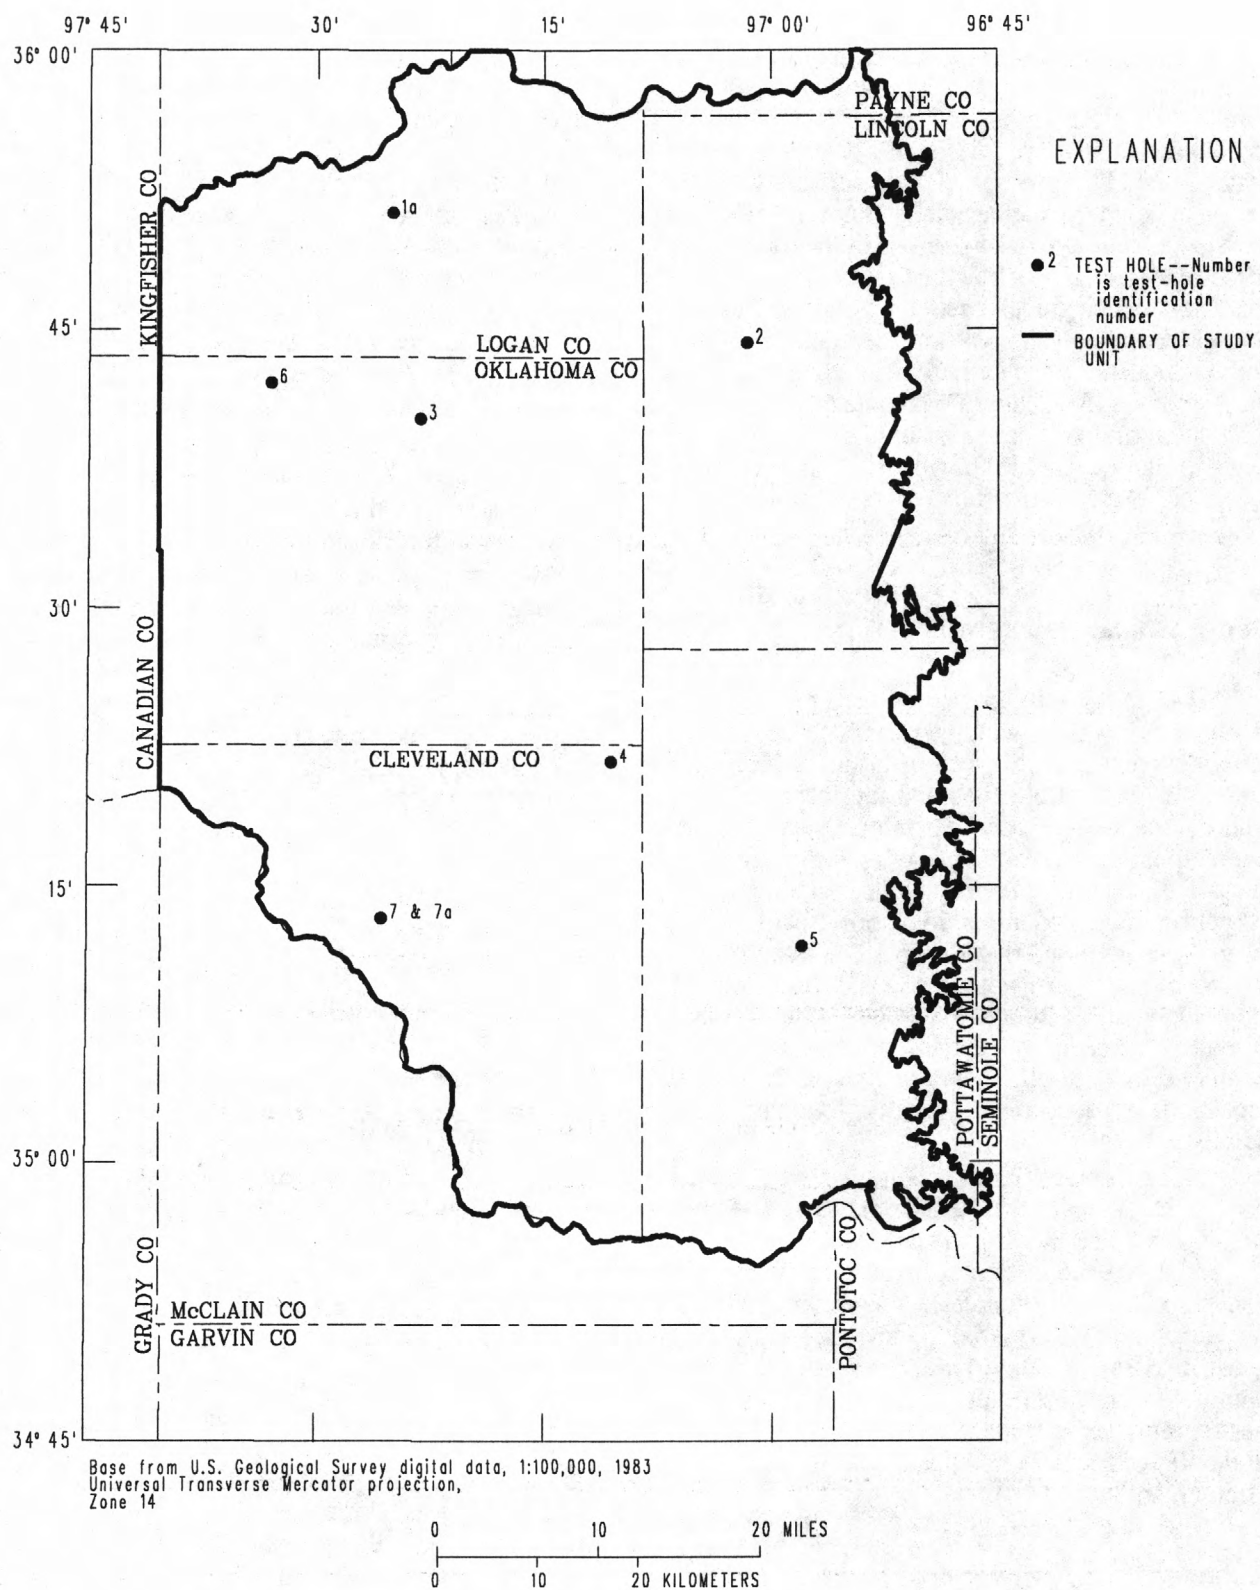 97° 45' 30' 15' 97° 00' 96° 45'
36° 00'
PAYNE CO
LINCOLN CO
EXPLANATION
KINGFISHER CO
1a
2 TEST HOLE--Number
is test-hole
identification
number
BOUNDARY OF STUDY
UNIT
45'
2
LOGAN CO
OKLAHOMA CO
6
3
30'
CANADIAN CO
CLEVELAND CO
4
15'
7 & 7a
5
POTTAWATOMIE CO
SEMINOLE CO
35° 00'
GRADY CO
McCLAIN CO
GARVIN CO
PONTOTOC CO
34° 45'
Base from U.S. Geological Survey digital data, 1:100,000, 1983
Universal Transverse Mercator projection,
Zone 14
0 10 20 MILES
0 10 20 KILOMETERS